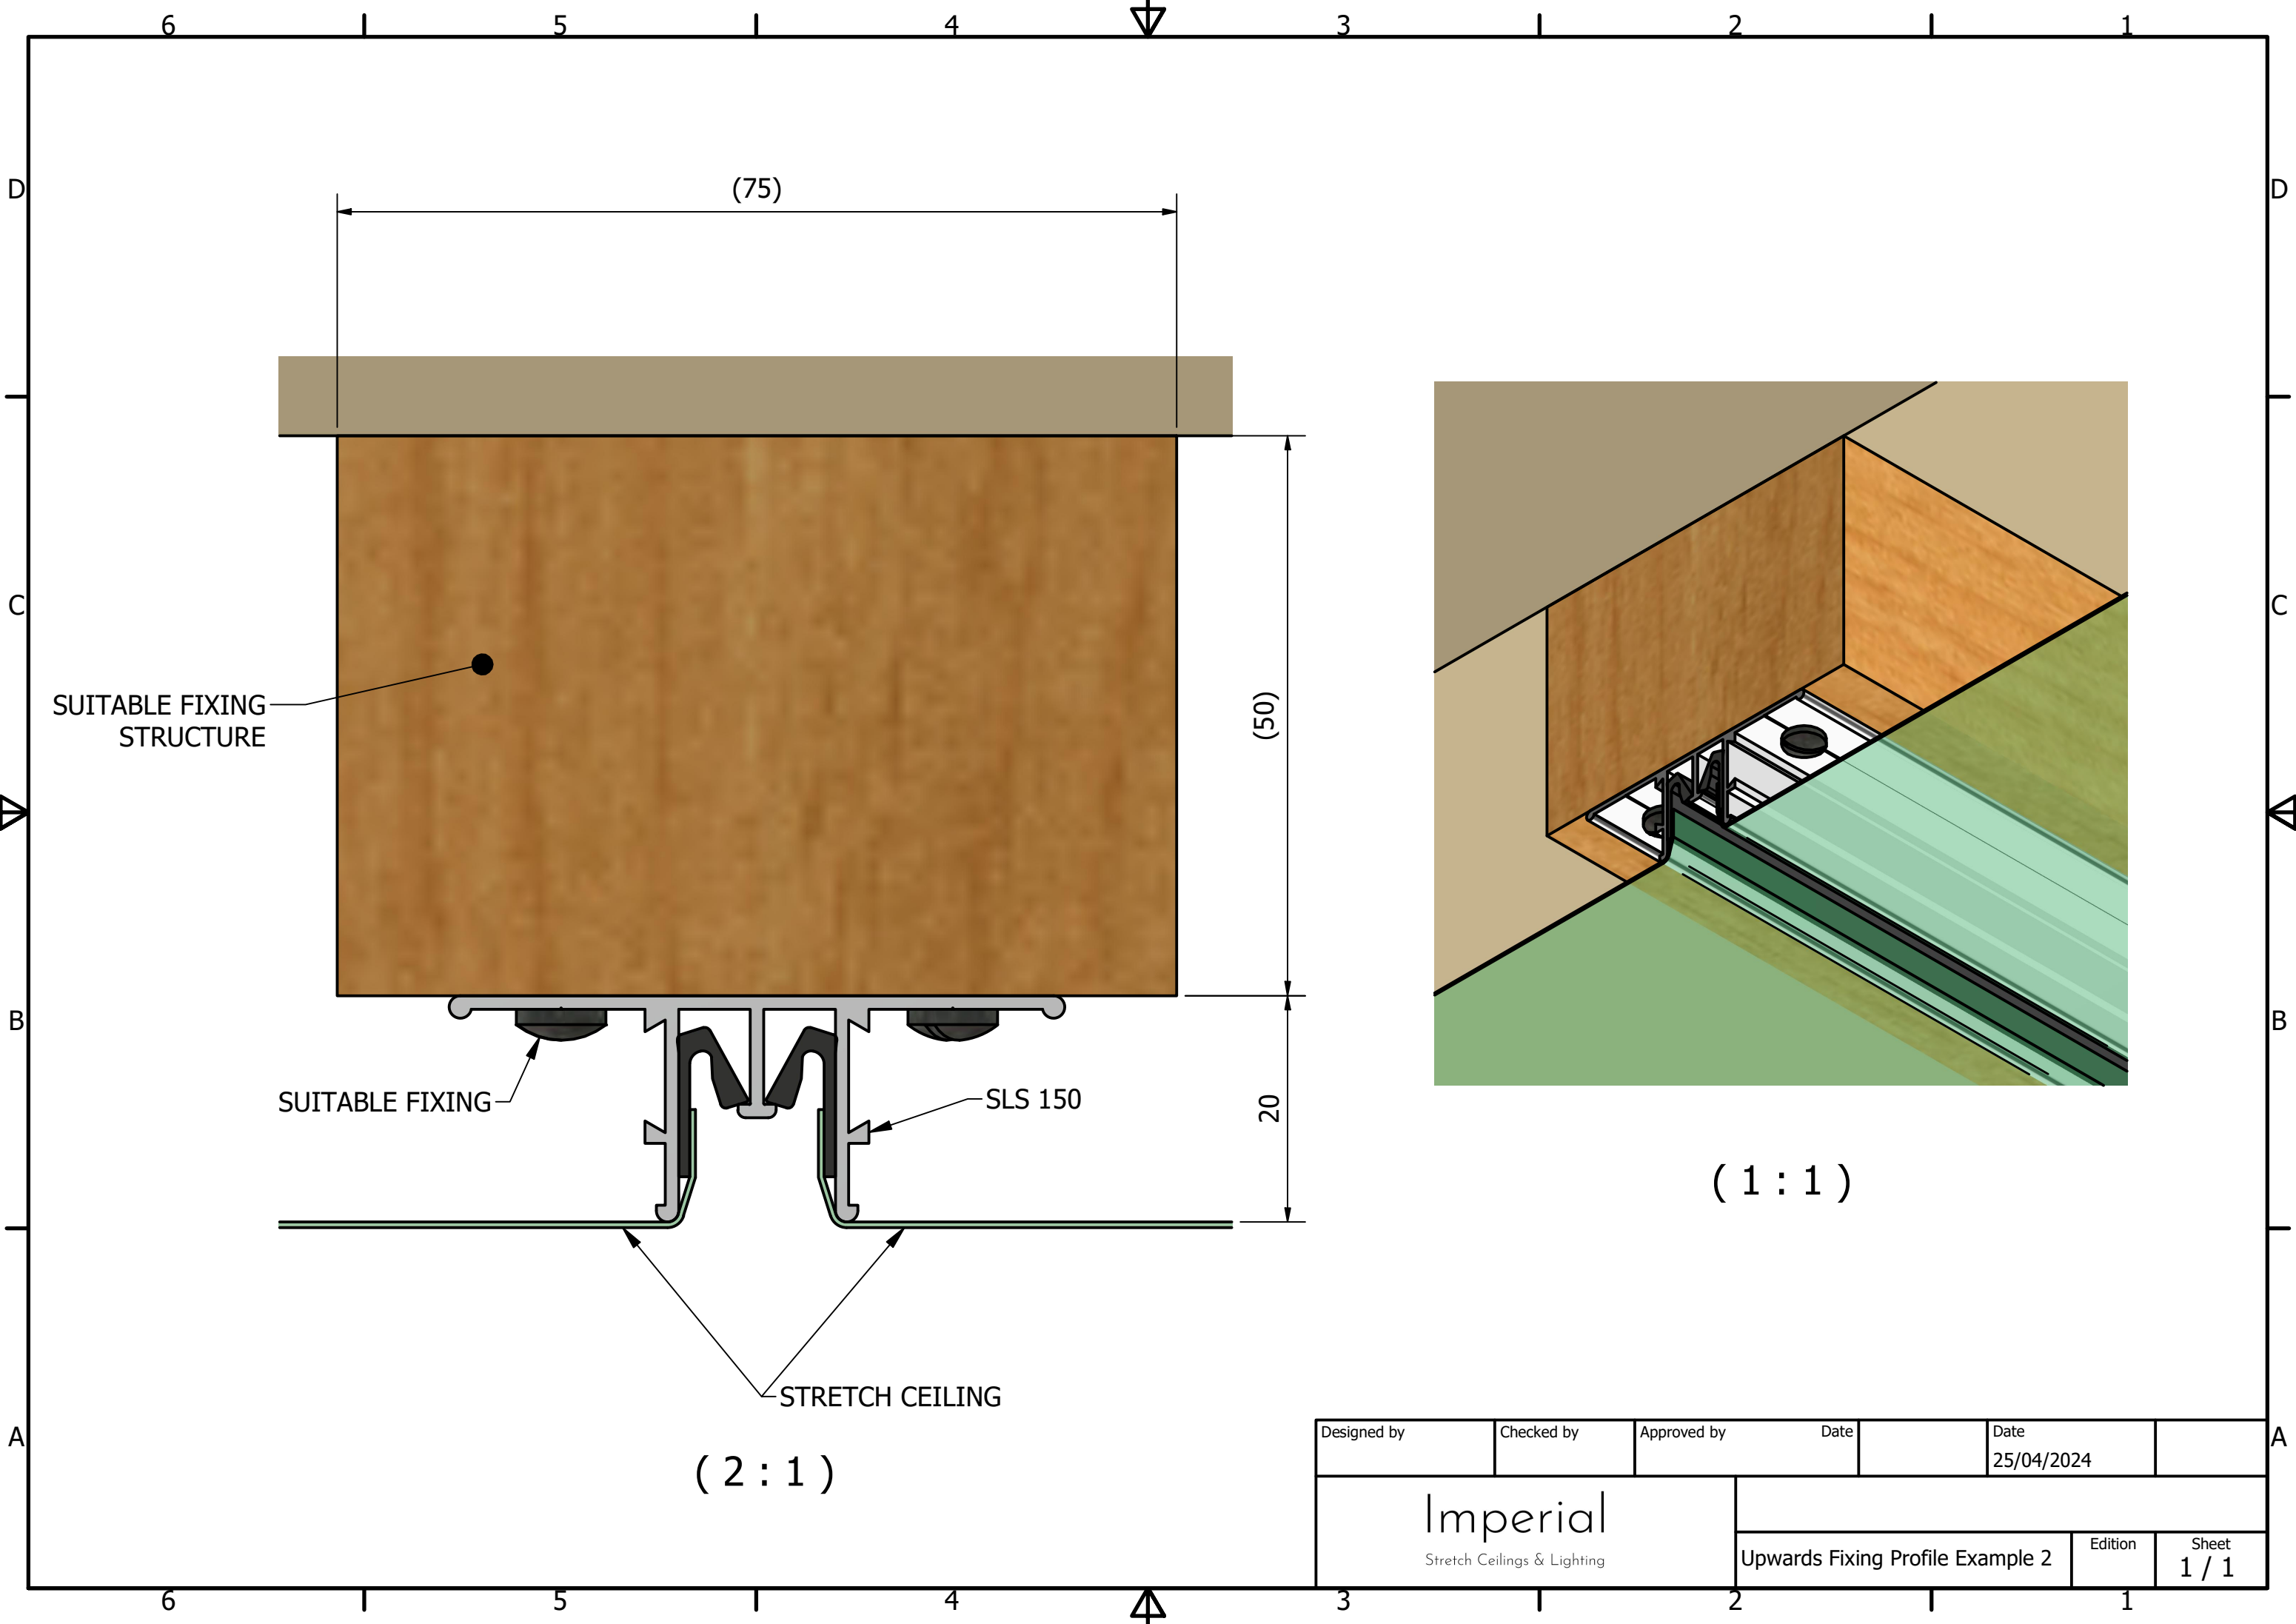 6 5 4 3 2 1
D D
(75)
C C
SUITABLE FIXING
STRUCTURE
(50)
B B
SUITABLE FIXING
SLS 150
20
( 1 : 1 )
STRETCH CEILING
A A
( 2 : 1 )
Designed by Checked by Approved by Date Date
25/04/2024
Imperial
Stretch Ceilings & Lighting
Upwards Fixing Profile Example 2
Edition Sheet
1 / 1
6 5 4 3 2 1